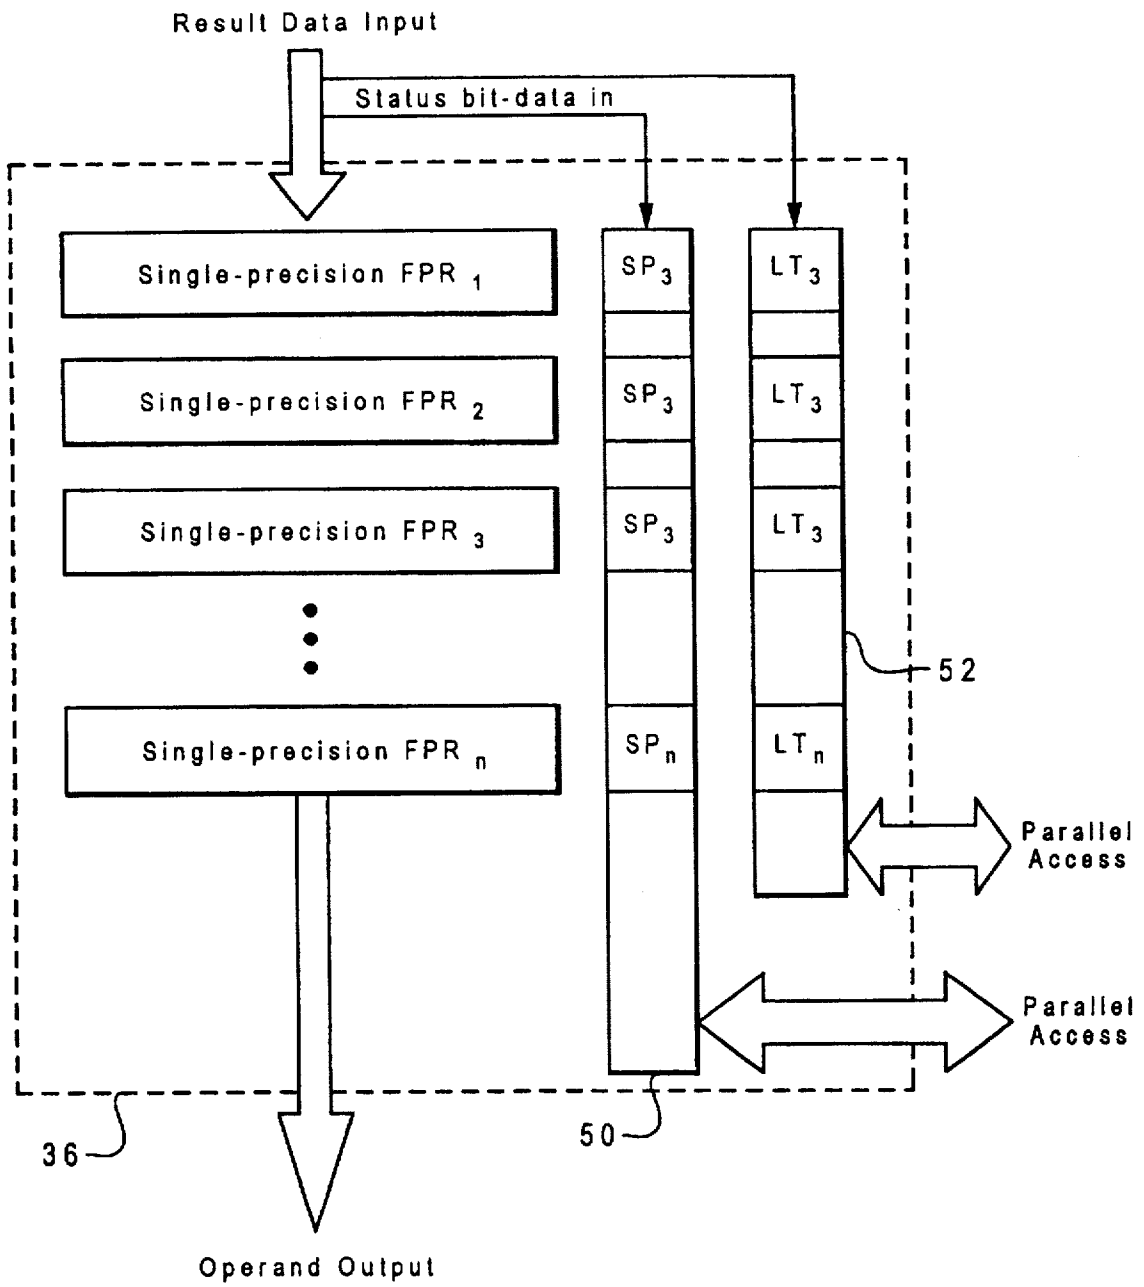 Result Data Input
Status bit-data in
Single-precision FPR 1
SP3
LT3
Single-precision FPR 2
SP3
LT3
Single-precision FPR 3
SP3
LT3
52
Single-precision FPR n
SPn
LTn
Parallel
Access
Parallel
Access
36
50
Operand Output